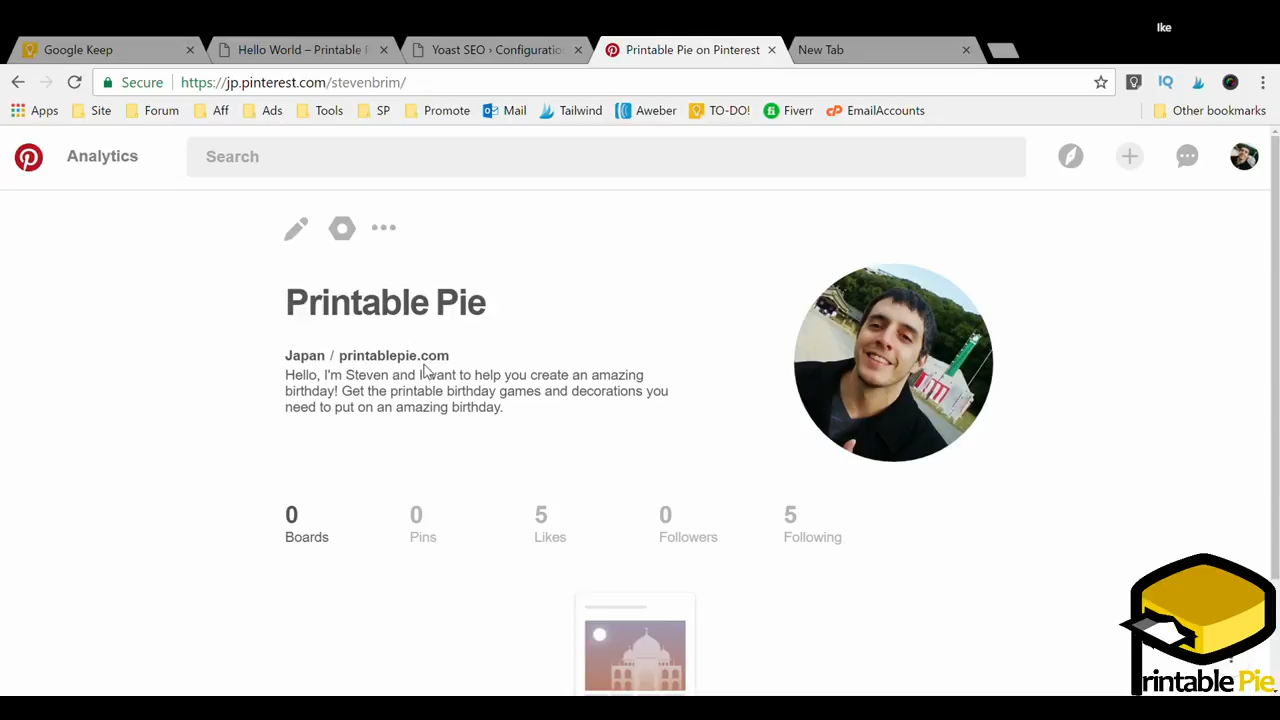 Ike
Google Keep
Hello World – Printable P
Yoast SEO › Configuratio
Printable Pie on Pinterest
New Tab
Secure
https://jp.pinterest.com/stevenbrim/
IQ
Apps
Site
Forum
Aff
Ads
Tools
SP
Promote
Mail
Tailwind
Aweber
TO-DO!
Fiverr
EmailAccounts
Other bookmarks
Analytics
Search
Printable Pie
Japan / printablepie.com
Hello, I'm Steven and I want to help you create an amazing
birthday! Get the printable birthday games and decorations you
need to put on an amazing birthday.
0
Boards
0
Pins
5
Likes
0
Followers
5
Following
Printable Pie